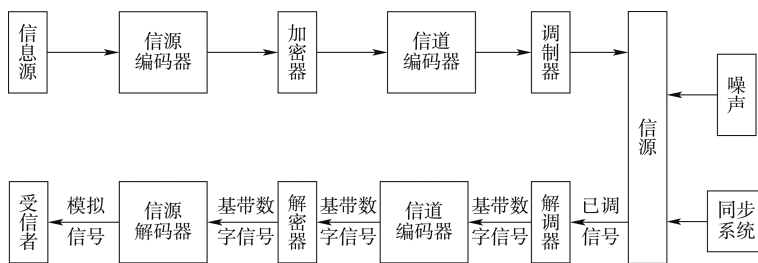 信息源
信源
编码器
加密器
信道
编码器
调制器
信源
噪声
受信者
模拟
信号
信源
解码器
基带数
字信号
解密器
基带数
字信号
信道
编码器
基带数
字信号
解调器
已调
信号
同步
系统